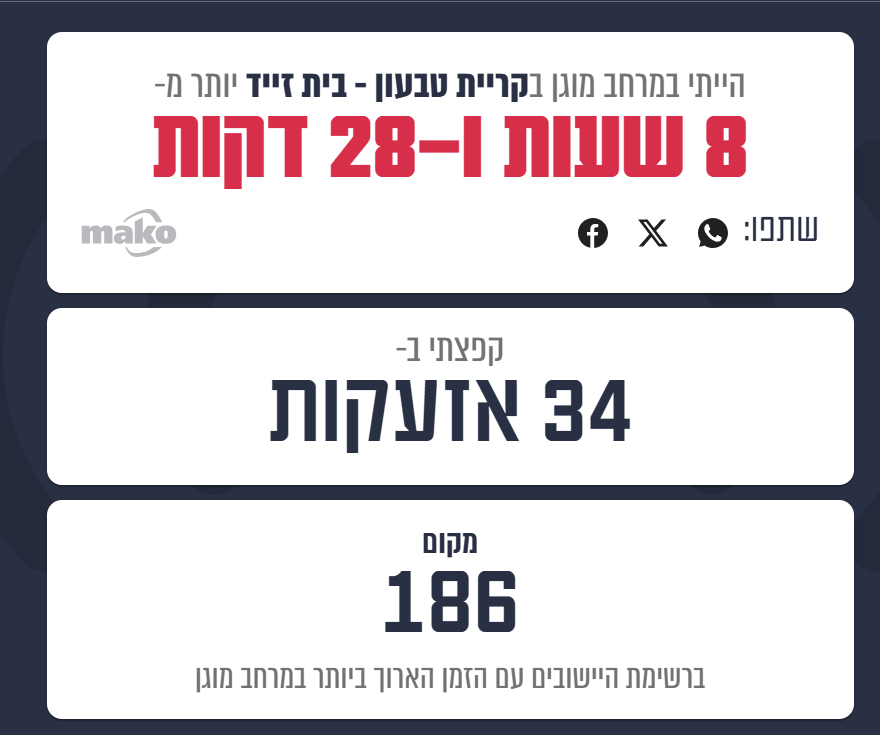 הייתי במרחב מוגן בקריית טבעון - בית זייד יותר מ-
8 שעות ו-28 דקות
שתפו:
mako
קפצתי ב-
34 אזעקות
מקום
186
ברשימת היישובים עם הזמן הארוך ביותר במרחב מוגן